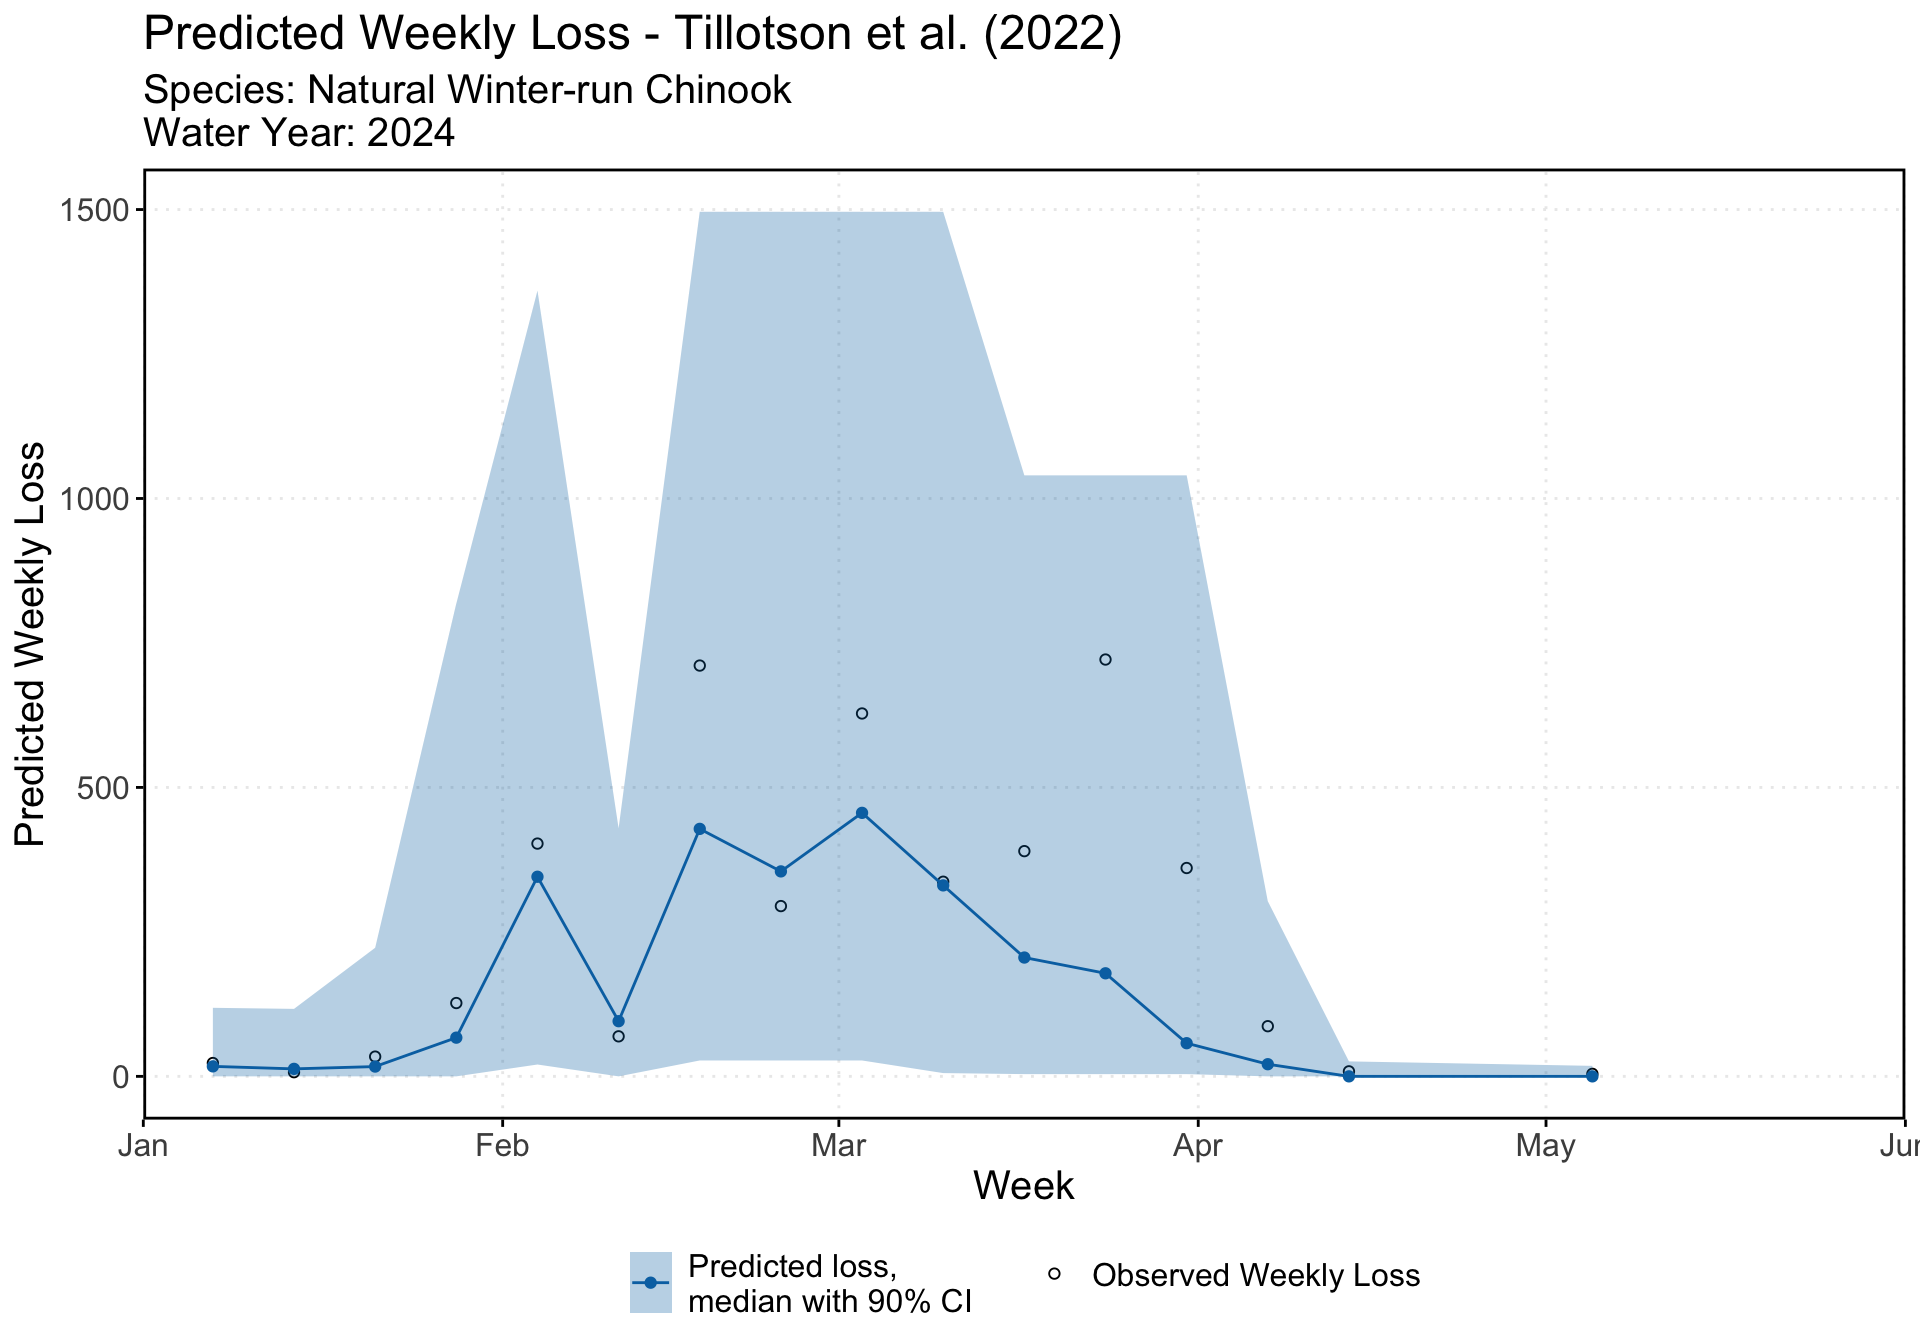 Predicted Weekly Loss - Tillotson et al. (2022)
Species: Natural Winter-run Chinook
Water Year: 2024
Predicted Weekly Loss
1500
1000
500
0
Jan Feb Mar Apr May Jun
Week
Predicted loss,
median with 90% CI
Observed Weekly Loss